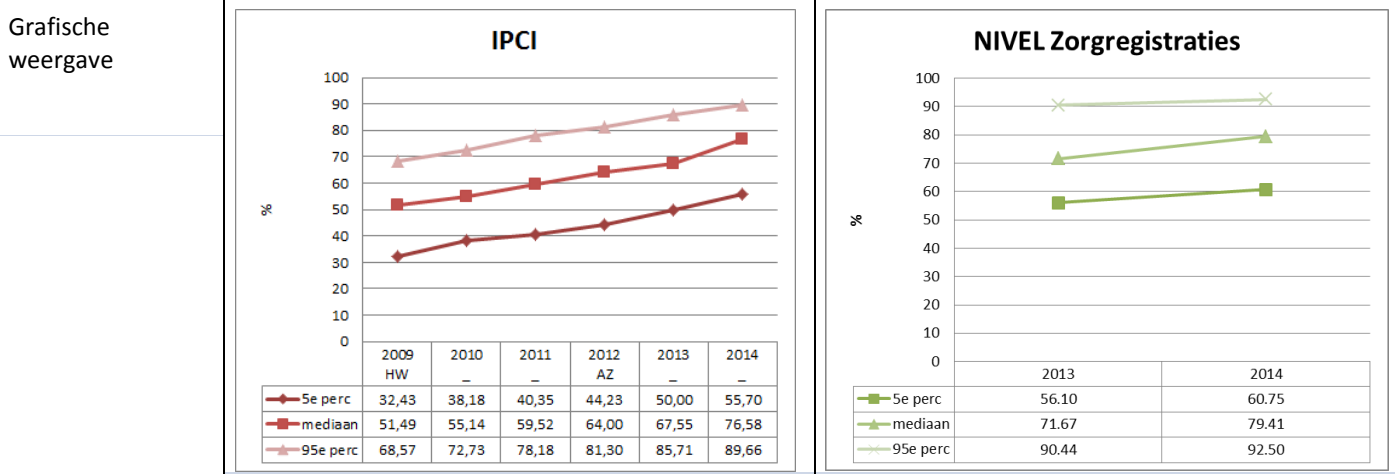 Grafische
weergave
IPCI
100
90
80
70
60
50
40
30
20
10
0
%
2009 2010 2011 2012 2013 2014
HW _ _ AZ _ _
5e perc 32,43 38,18 40,35 44,23 50,00 55,70
mediaan 51,49 55,14 59,52 64,00 67,55 76,58
95e perc 68,57 72,73 78,18 81,30 85,71 89,66
NIVEL Zorgregistraties
100
90
80
70
60
50
40
30
20
10
0
%
2013 2014
5e perc 56.10 60.75
mediaan 71.67 79.41
95e perc 90.44 92.50